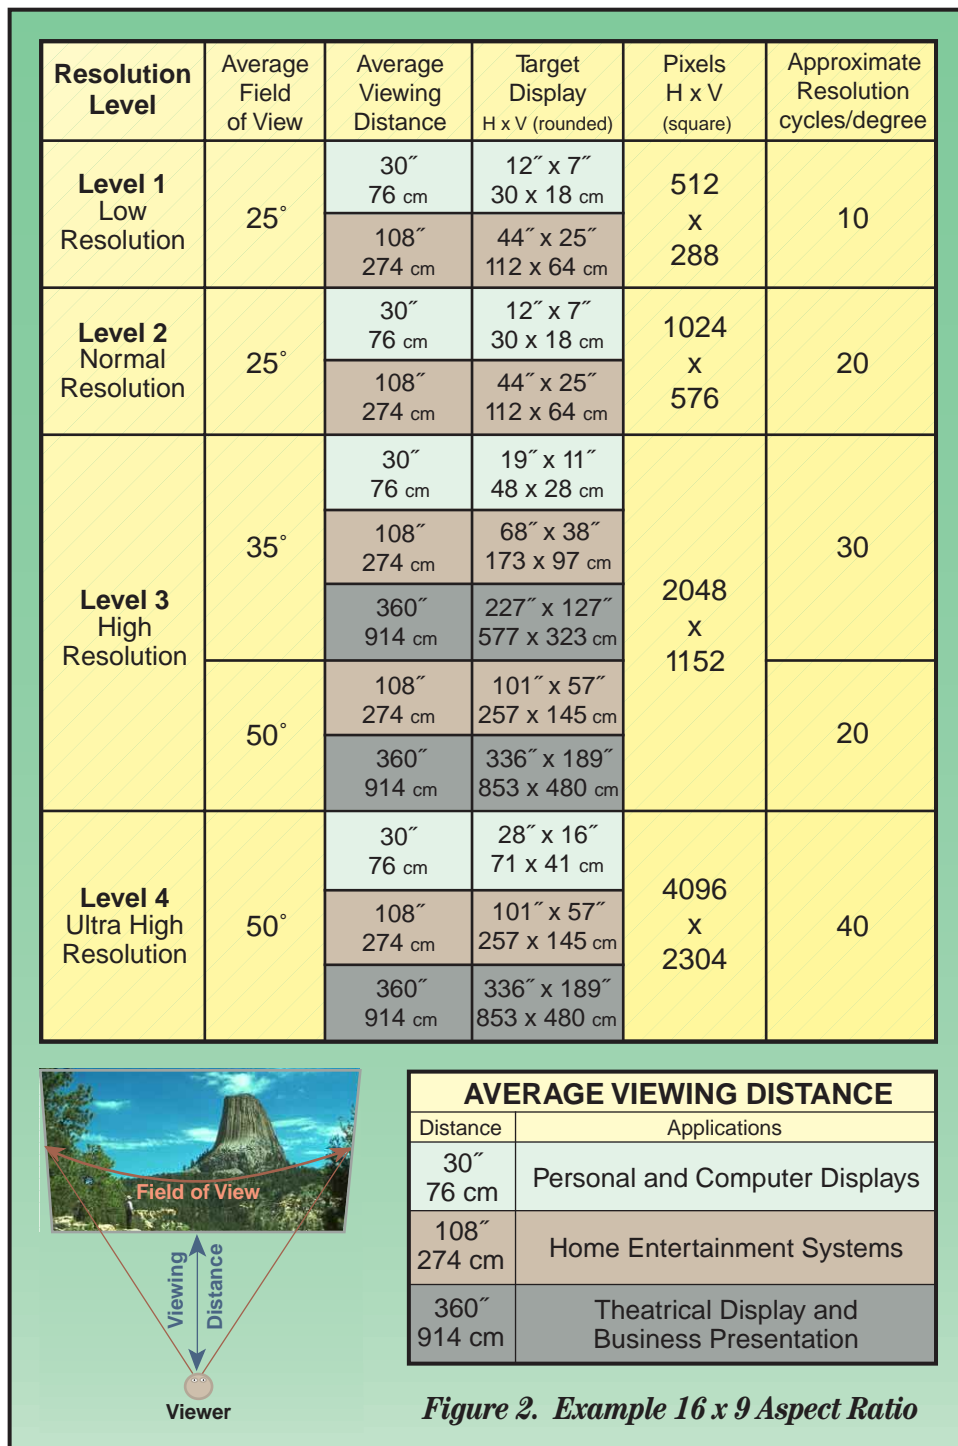 Resolution Level
Average Field of View
Average Viewing Distance
Target Display H x V (rounded)
Pixels H x V (square)
Approximate Resolution cycles/degree
Level 1 Low Resolution
25°
30″
76 cm
12″ x 7″
30 x 18 cm
108″
274 cm
44″ x 25″
112 x 64 cm
512 x 288
10
Level 2 Normal Resolution
25°
30″
76 cm
12″ x 7″
30 x 18 cm
108″
274 cm
44″ x 25″
112 x 64 cm
1024 x 576
20
Level 3 High Resolution
35°
30″
76 cm
19″ x 11″
48 x 28 cm
108″
274 cm
68″ x 38″
173 x 97 cm
360″
914 cm
227″ x 127″
577 x 323 cm
2048 x 1152
30
50°
108″
274 cm
101″ x 57″
257 x 145 cm
360″
914 cm
336″ x 189″
853 x 480 cm
20
Level 4 Ultra High Resolution
50°
30″
76 cm
28″ x 16″
71 x 41 cm
108″
274 cm
101″ x 57″
257 x 145 cm
360″
914 cm
336″ x 189″
853 x 480 cm
4096 x 2304
40
Field of View
Viewing Distance
Viewer
AVERAGE VIEWING DISTANCE
Distance
Applications
30″
76 cm
Personal and Computer Displays
108″
274 cm
Home Entertainment Systems
360″
914 cm
Theatrical Display and
Business Presentation
Figure 2. Example 16 x 9 Aspect Ratio